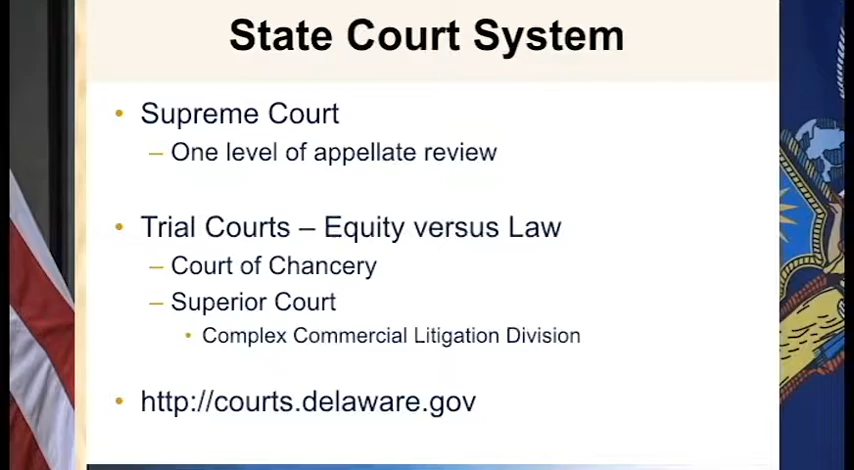 State Court System
• Supreme Court
– One level of appellate review
• Trial Courts – Equity versus Law
– Court of Chancery
– Superior Court
• Complex Commercial Litigation Division
• http://courts.delaware.gov